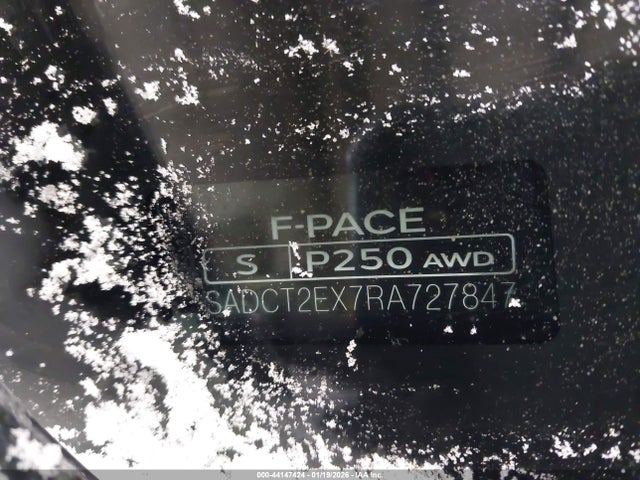 F-PACE
S P250 AWD
SADCT2EX7RA727847
000-44147424 - 01/19/2026 - IAA Inc.